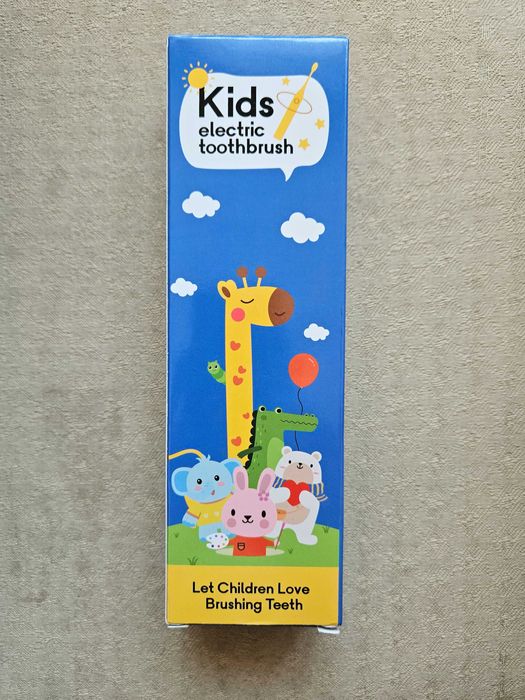 Kids
electric
toothbrush
Let Children Love
Brushing Teeth